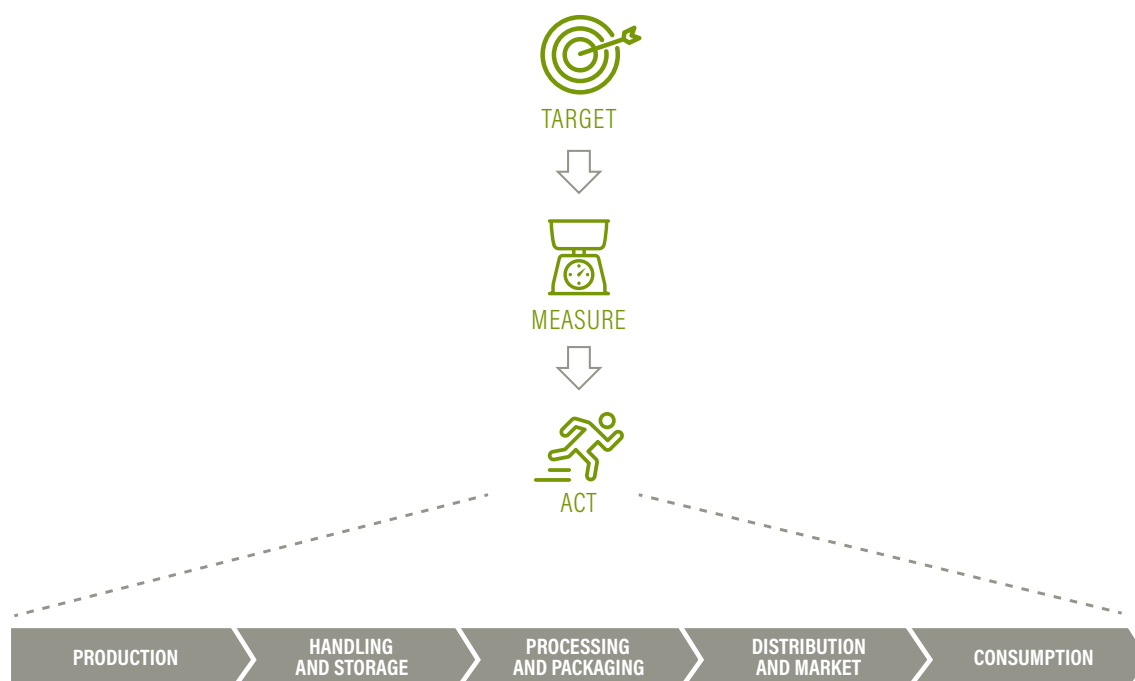 TARGET
MEASURE
ACT
PRODUCTION
HANDLING
AND STORAGE
PROCESSING
AND PACKAGING
DISTRIBUTION
AND MARKET
CONSUMPTION